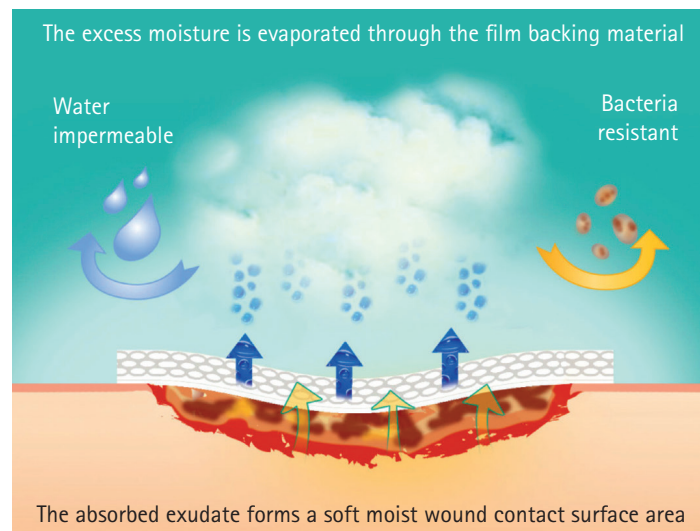 The excess moisture is evaporated through the film backing material
Water
impermeable
Bacteria
resistant
The absorbed exudate forms a soft moist wound contact surface area